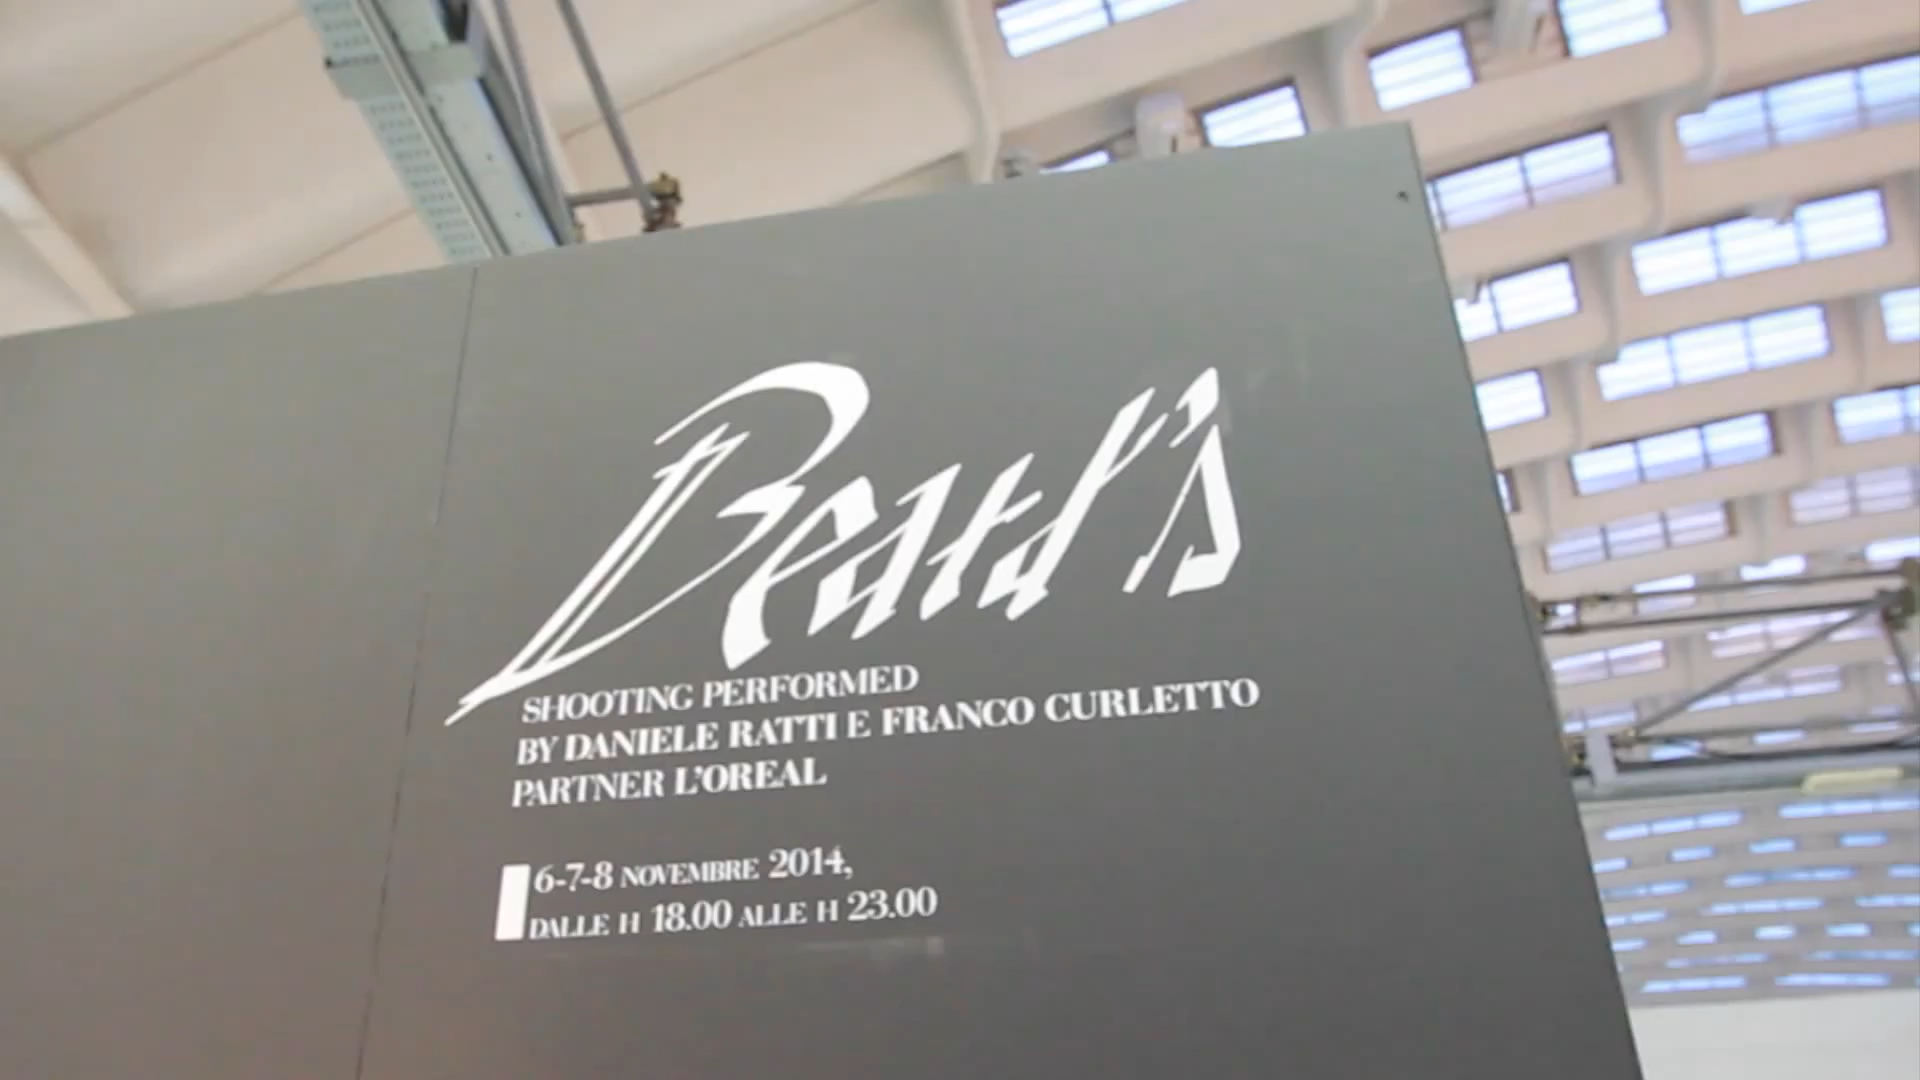 Beard's
SHOOTING PERFORMED
BY DANIELE RATTI E FRANCO CURLETTO
PARTNER L'OREAL
6-7-8 NOVEMBRE 2014,
DALLE H 18.00 ALLE H 23.00